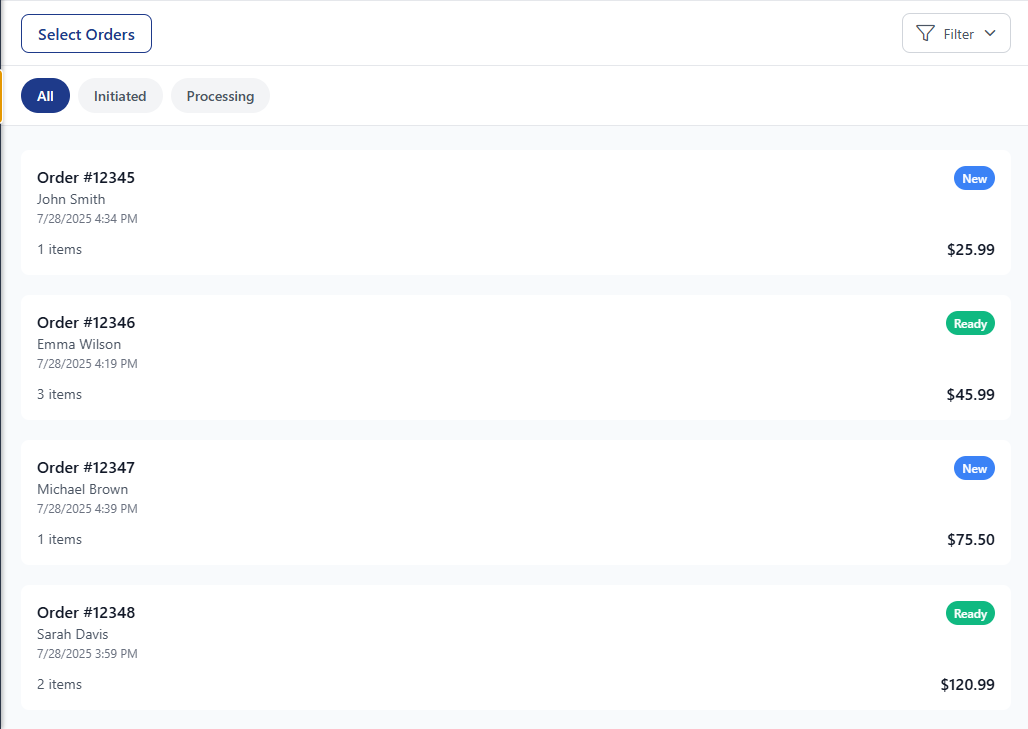 Select Orders
Filter
All
Initiated
Processing
Order #12345
New
John Smith
7/28/2025 4:34 PM
1 items
$25.99
Order #12346
Ready
Emma Wilson
7/28/2025 4:19 PM
3 items
$45.99
Order #12347
New
Michael Brown
7/28/2025 4:39 PM
1 items
$75.50
Order #12348
Ready
Sarah Davis
7/28/2025 3:59 PM
2 items
$120.99